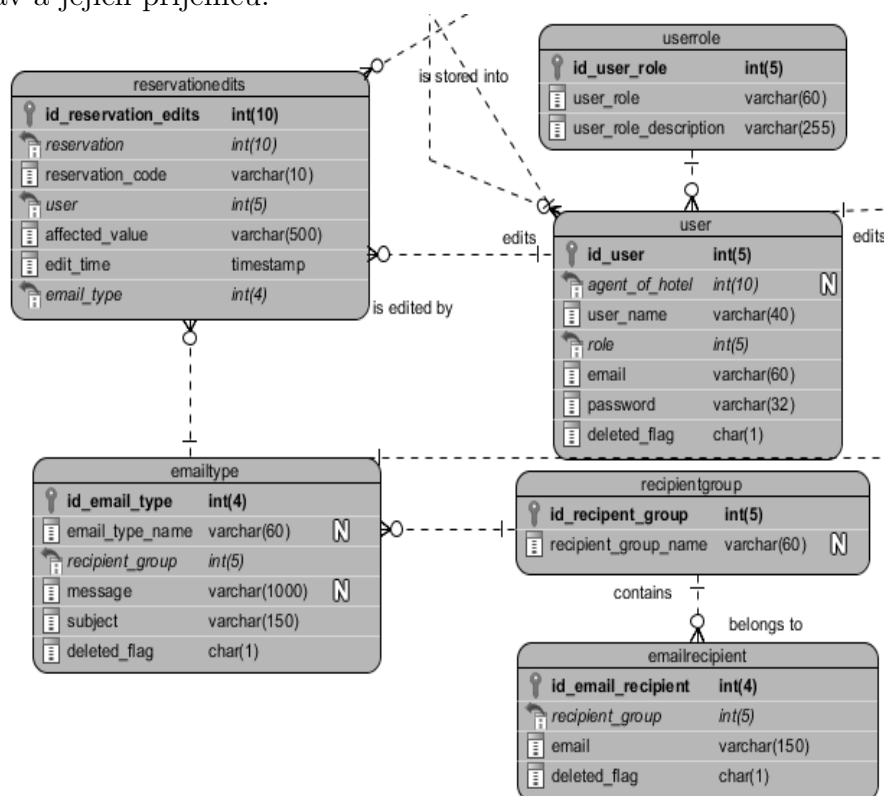 av a jejich příjemců.
is stored into
userrole
id_user_role int(5)
user_role varchar(60)
user_role_description varchar(255)
reservationedits
id_reservation_edits int(10)
reservation int(10)
reservation_code varchar(10)
user int(5)
affected_value varchar(500)
edit_time timestamp
email_type int(4)
edits
is edited by
user
id_user int(5)
agent_of_hotel int(10) N
user_name varchar(40)
role int(5)
email varchar(60)
password varchar(32)
deleted_flag char(1)
edits
emailtype
id_email_type int(4)
email_type_name varchar(60) N
recipient_group int(5)
message varchar(1000) N
subject varchar(150)
deleted_flag char(1)
recipientgroup
id_recipent_group int(5)
recipient_group_name varchar(60) N
contains
belongs to
emailrecipient
id_email_recipient int(4)
recipient_group int(5)
email varchar(150)
deleted_flag char(1)